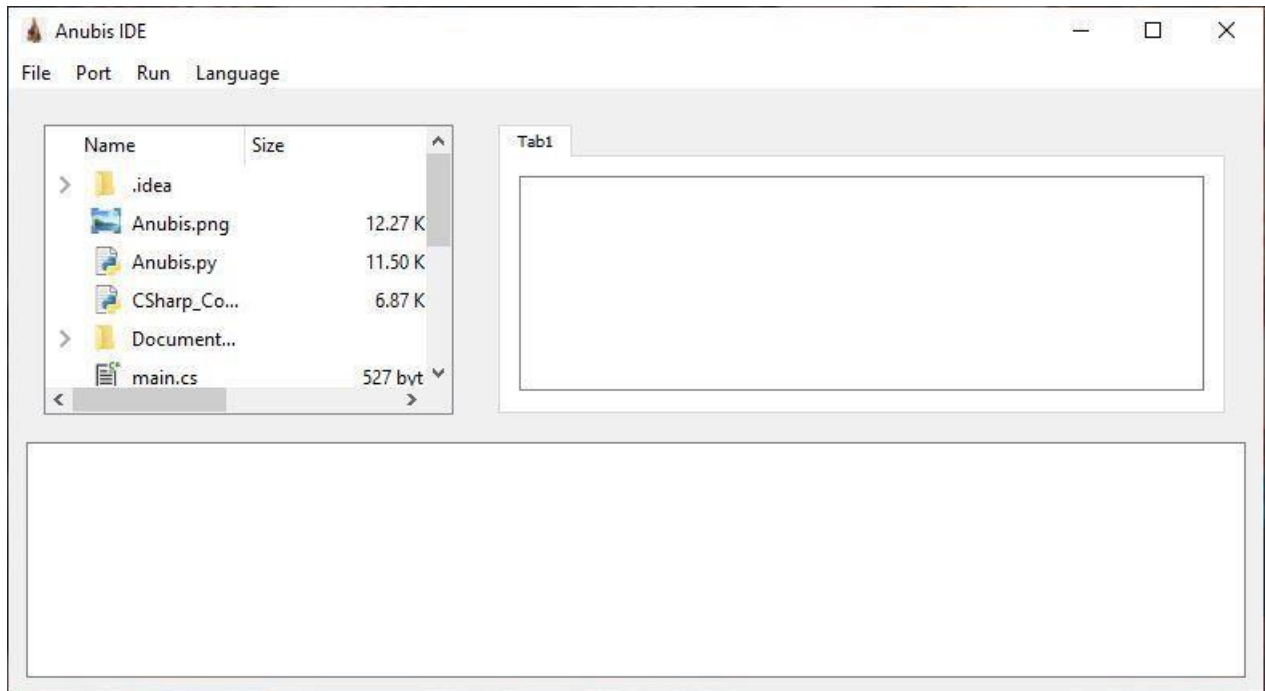 Anubis IDE
File Port Run Language
Name Size
.idea
Anubis.png 12.27 K
Anubis.py 11.50 K
CSharp_Co... 6.87 K
Document...
main.cs 527 byt
Tab1